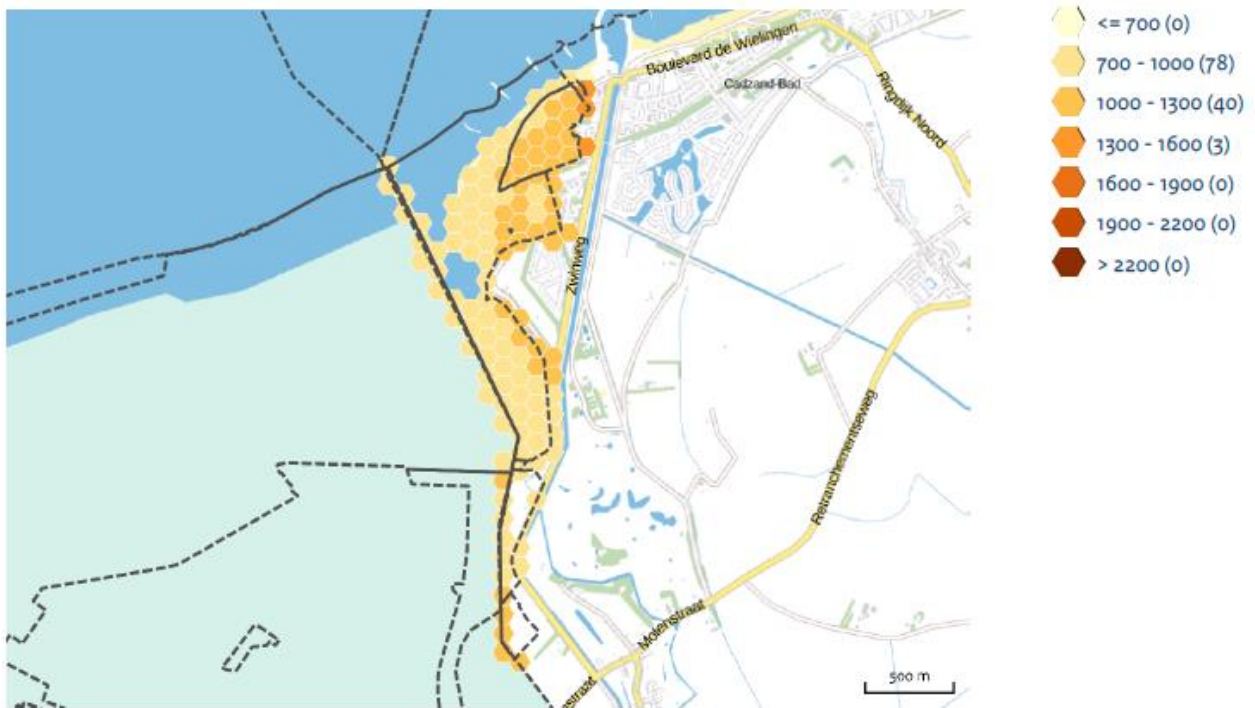 <= 700 (0)
700 - 1000 (78)
1000 - 1300 (40)
1300 - 1600 (3)
1600 - 1900 (0)
1900 - 2200 (0)
> 2200 (0)
Boulevard de Wielingen
Cadzand-Bad
Ringdijk Noord
Zwinweg
Retranchementseweg
Molenstraat
straat
500 m